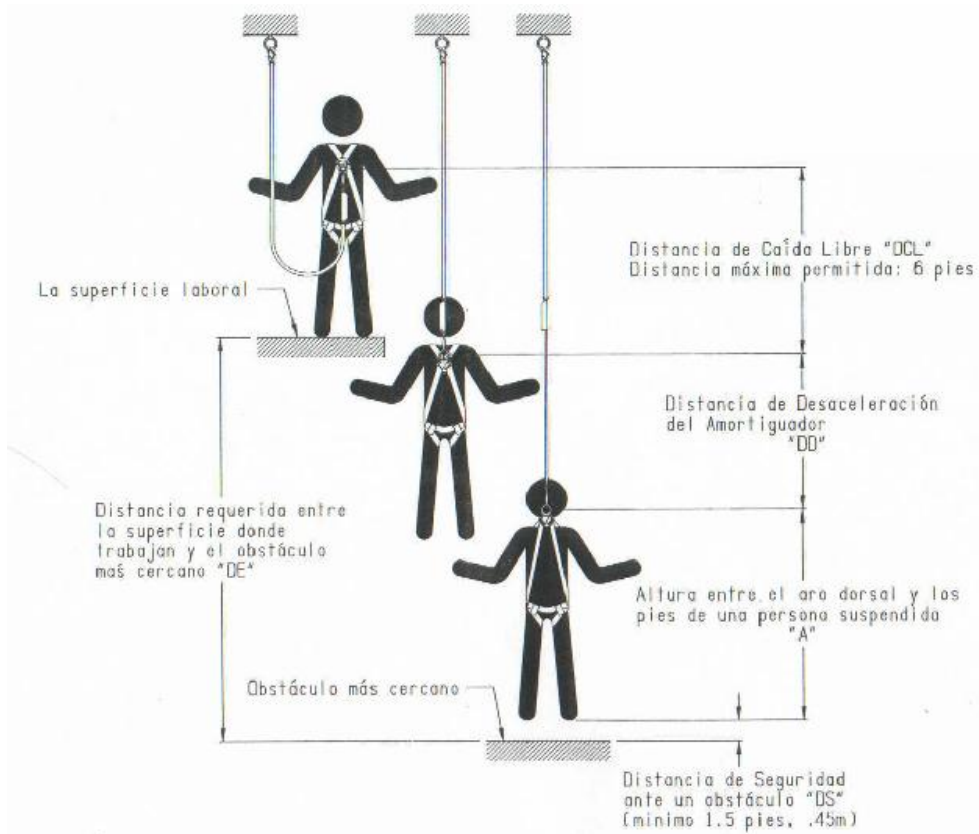 Distancia de Caída Libre "DCL"
Distancia máxima permitida: 6 pies
La superficie laboral
Distancia de Desaceleración
del Amortiguador
"DD"
Distancia requerida entre
la superficie donde
trabajan y el obstáculo
maś cercano "DE"
Altura entre el aro dorsal y los
pies de una persona suspendida
"A"
Obstáculo más cercano
Distancia de Seguridad
ante un obstáculo "DS"
(minimo 1.5 pies, .45m)